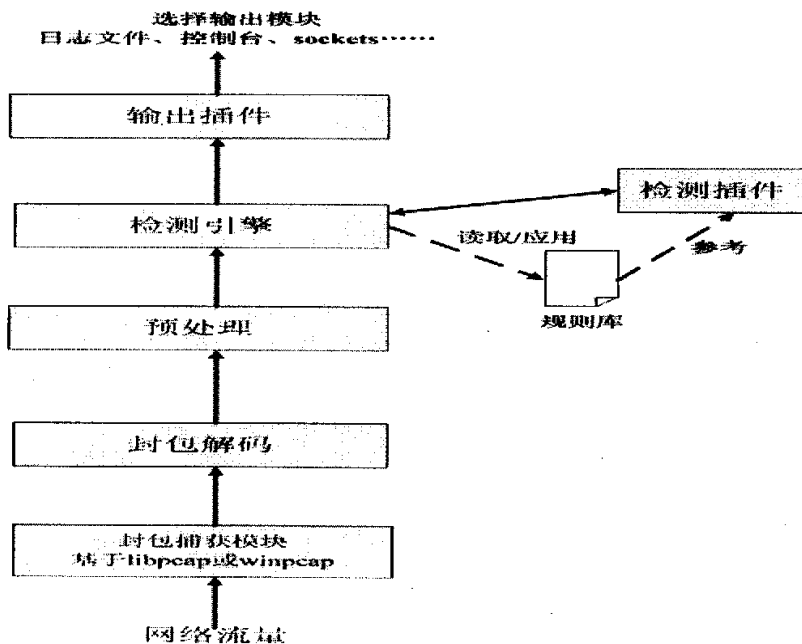 选择输出模块
日志文件、控制台、sockets……
输出插件
检测引擎
检测插件
读取/应用
参考
规则库
预处理
封包解码
封包捕获模块
基于libpcap或winpcap
网络流量